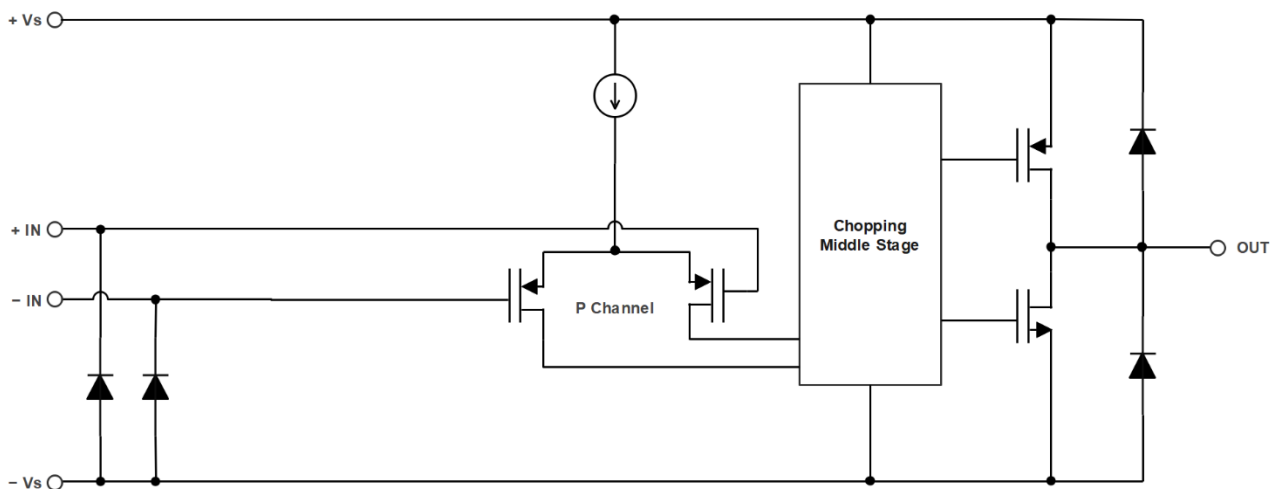 + Vs
+ IN
− IN
P Channel
Chopping
Middle Stage
OUT
− Vs